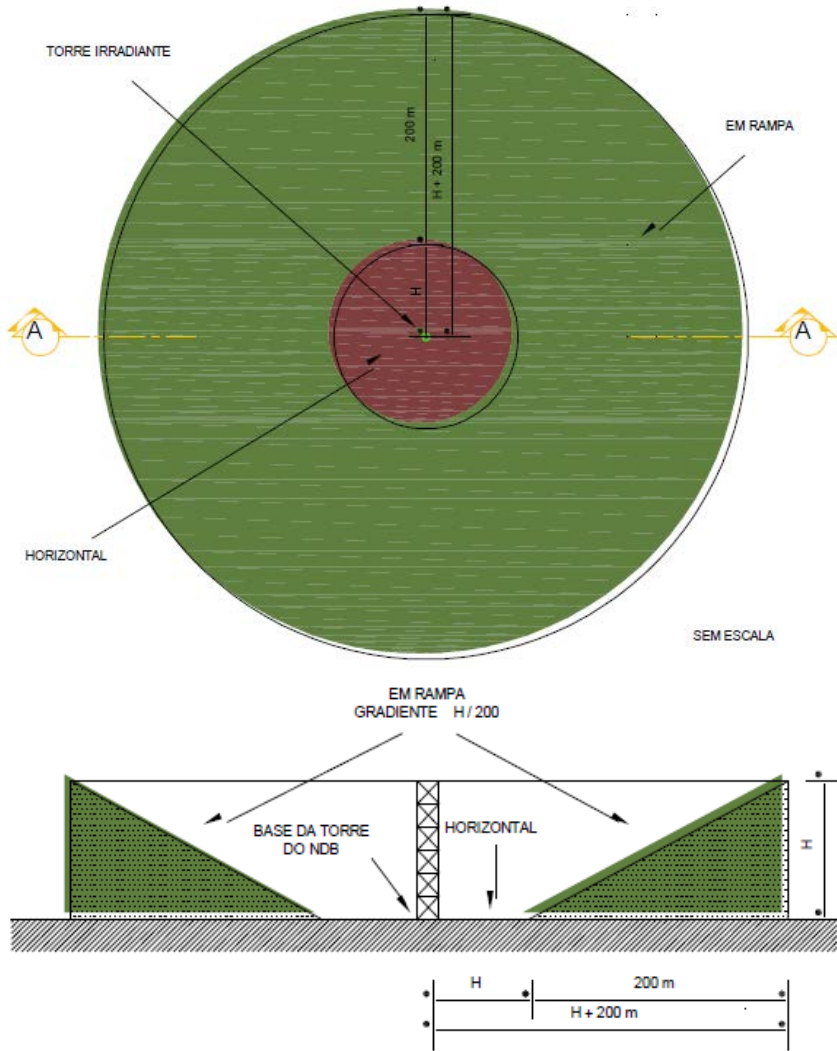 TORRE IRRADIANTE
200 m
H + 200 m
EM RAMPA
H
A
A
HORIZONTAL
SEM ESCALA
EM RAMPA
GRADIENTE H / 200
BASE DA TORRE
DO NDB
HORIZONTAL
H
H
200 m
H + 200 m